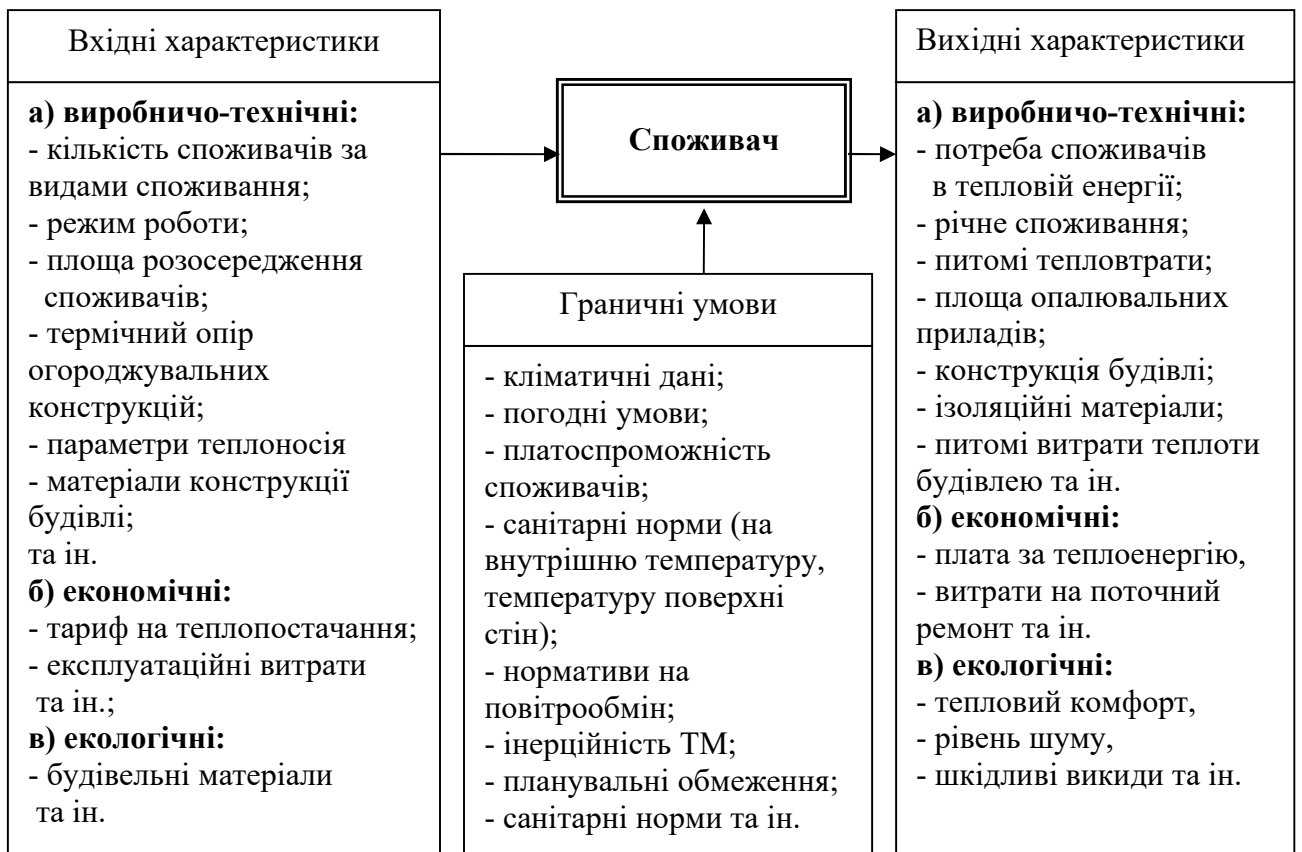 Вхідні характеристики
а) виробничо-технічні:
- кількість споживачів за
видами споживання;
- режим роботи;
- площа розосередження
споживачів;
- термічний опір
огороджувальних
конструкцій;
- параметри теплоносія
- матеріали конструкції
будівлі;
та ін.
б) економічні:
- тариф на теплопостачання;
- експлуатаційні витрати
та ін.;
в) екологічні:
- будівельні матеріали
та ін.
Споживач
Граничні умови
- кліматичні дані;
- погодні умови;
- платоспроможність
споживачів;
- санітарні норми (на
внутрішню температуру,
температуру поверхні
стін);
- нормативи на
повітрообмін;
- інерційність ТМ;
- планувальні обмеження;
- санітарні норми та ін.
Вихідні характеристики
а) виробничо-технічні:
- потреба споживачів
в тепловій енергії;
- річне споживання;
- питомі тепловтрати;
- площа опалювальних
приладів;
- конструкція будівлі;
- ізоляційні матеріали;
- питомі витрати теплоти
будівлею та ін.
б) економічні:
- плата за теплоенергію,
- витрати на поточний
ремонт та ін.
в) екологічні:
- тепловий комфорт,
- рівень шуму,
- шкідливі викиди та ін.